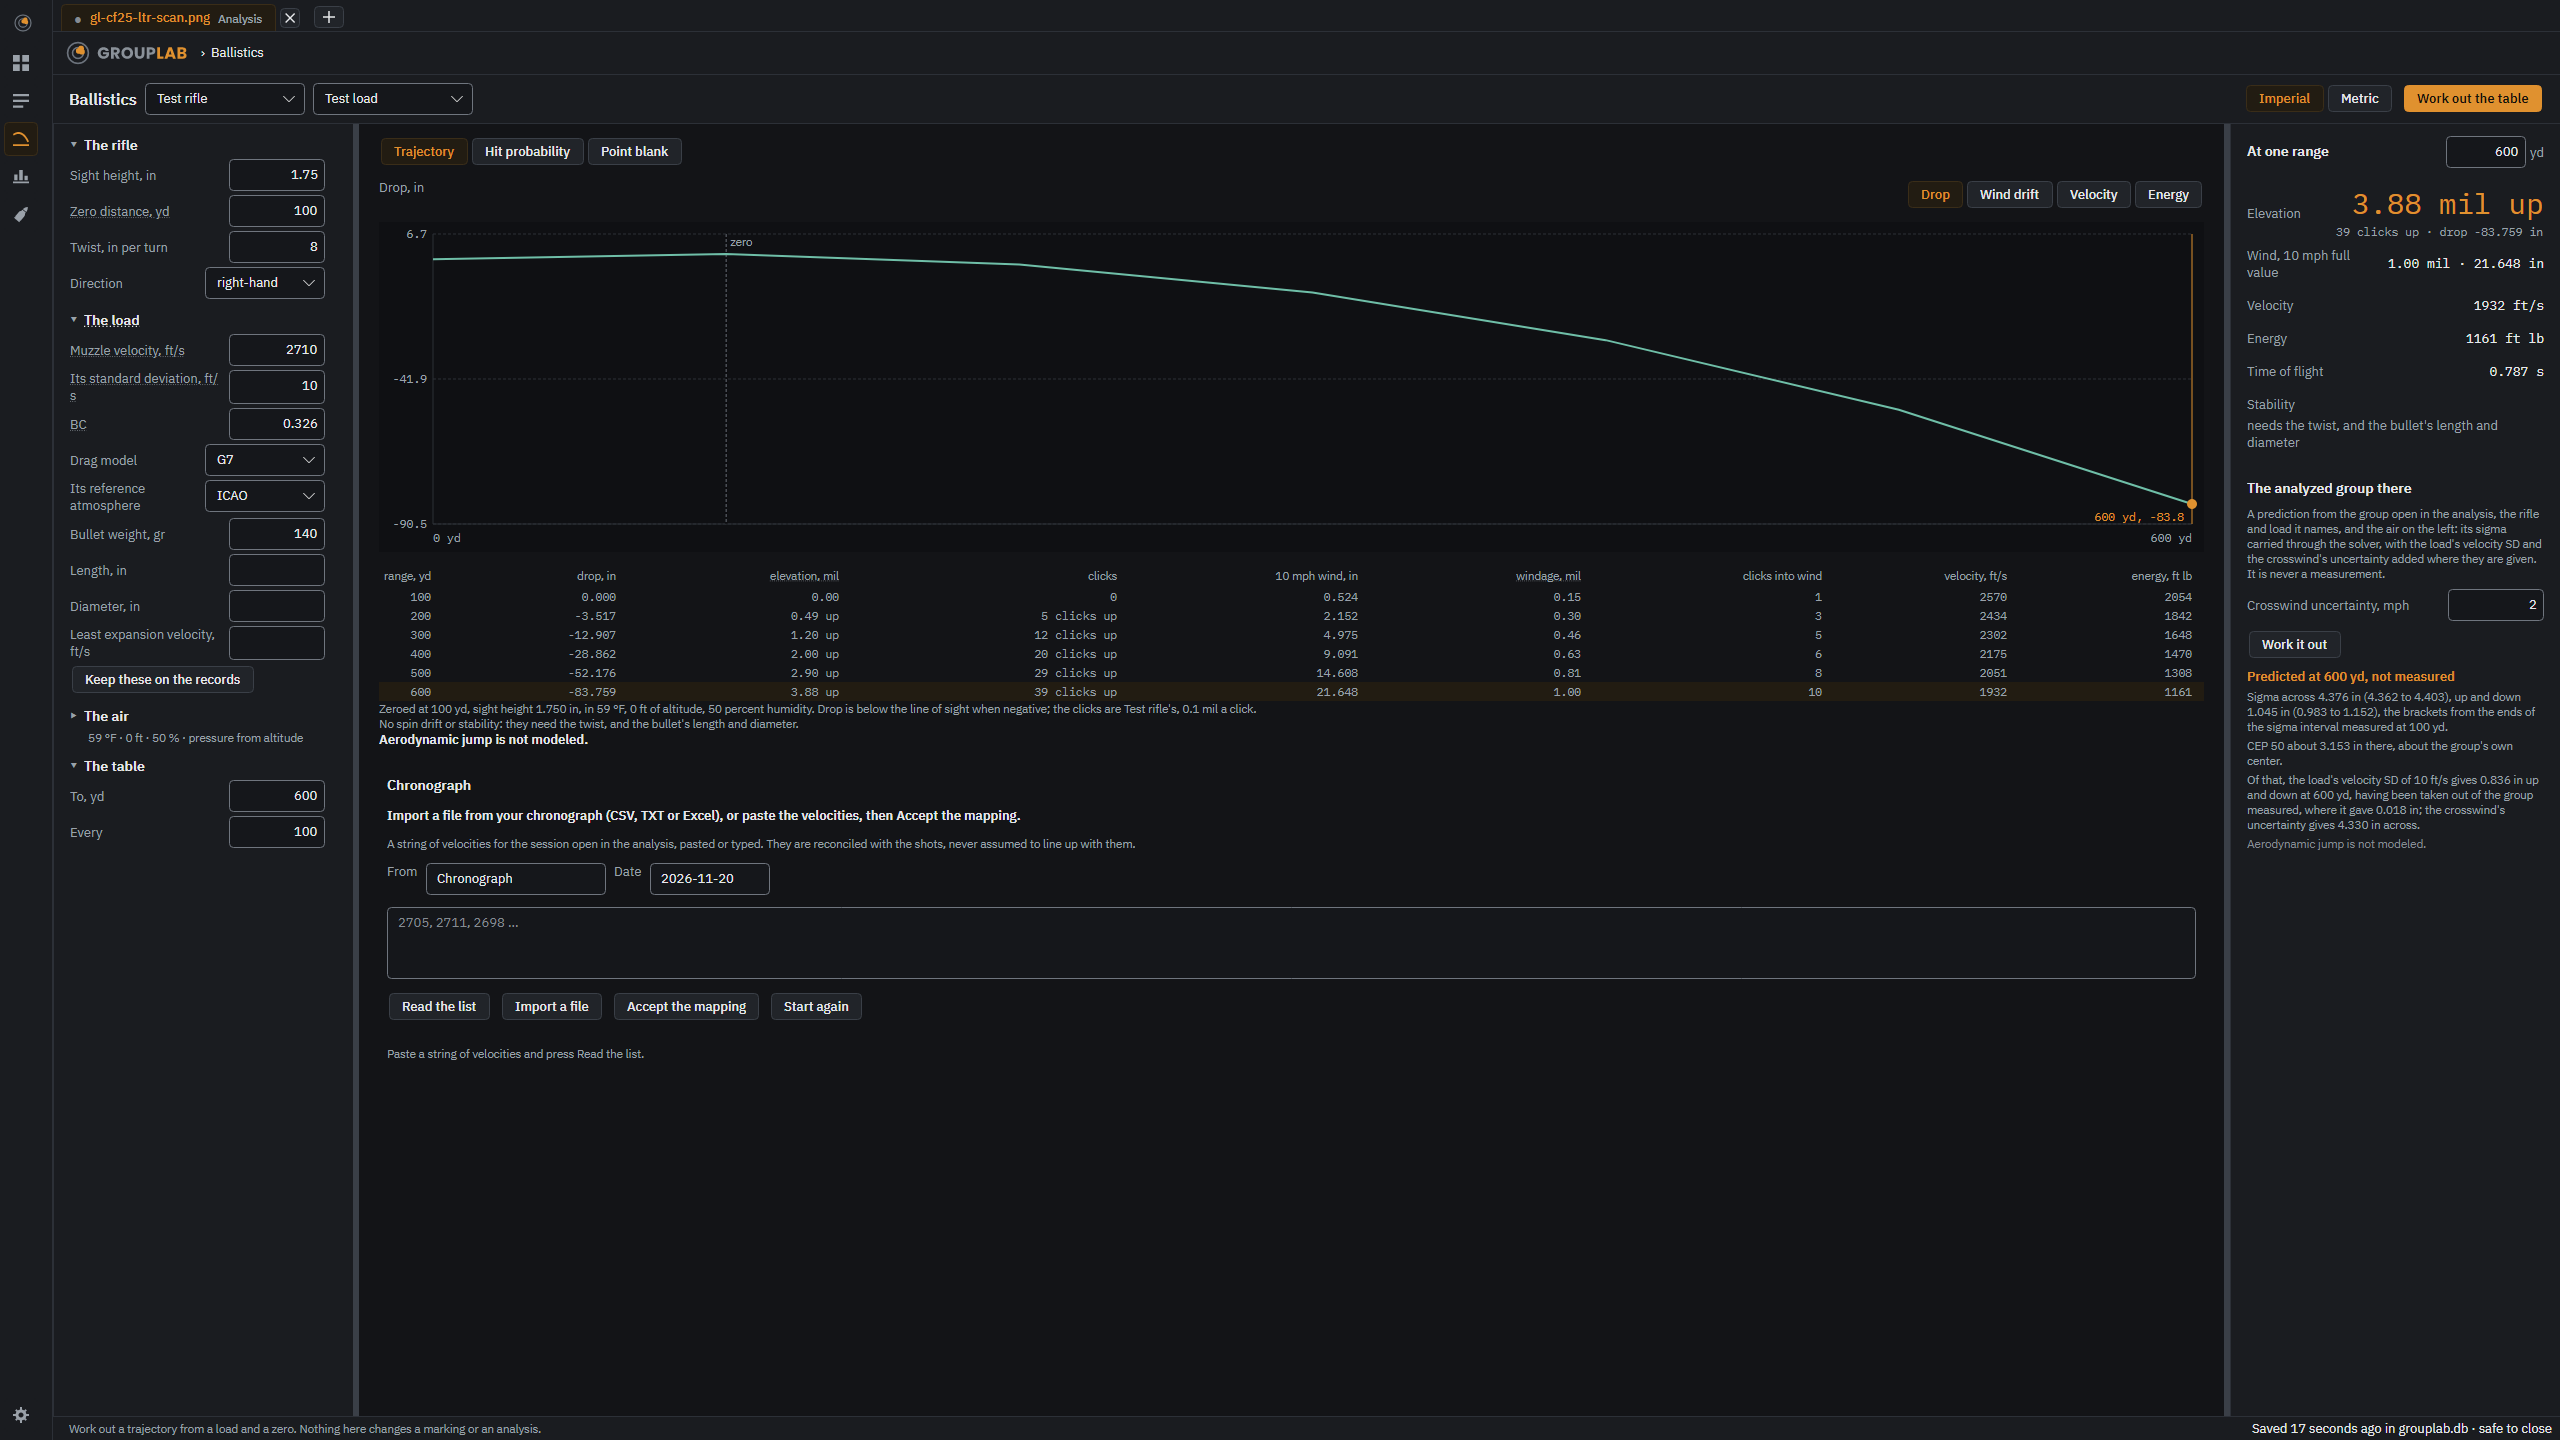 gl-cf25-ltr-scan.png Analysis
GROUPLAB › Ballistics
Ballistics Test rifle Test load Imperial Metric Work out the table
The rifle
Sight height, in 1.75
Zero distance, yd 100
Twist, in per turn 8
Direction right-hand
The load
Muzzle velocity, ft/s 2710
Its standard deviation, ft/
s 10
BC 0.326
Drag model G7
Its reference
atmosphere ICAO
Bullet weight, gr 140
Length, in
Diameter, in
Least expansion velocity,
ft/s
Keep these on the records
The air
59 °F · 0 ft · 50 % · pressure from altitude
The table
To, yd 600
Every 100
Trajectory Hit probability Point blank
Drop, in Drop Wind drift Velocity Energy
6.7 zero
-41.9
-90.5
600 yd, -83.8
0 yd 600 yd
range, yd drop, in elevation, mil clicks 10 mph wind, in windage, mil clicks into wind velocity, ft/s energy, ft lb
100 0.000 0.00 0 0.524 0.15 1 2570 2054
200 -3.517 0.49 up 5 clicks up 2.152 0.30 3 2434 1842
300 -12.907 1.20 up 12 clicks up 4.975 0.46 5 2302 1648
400 -28.862 2.00 up 20 clicks up 9.091 0.63 6 2175 1470
500 -52.176 2.90 up 29 clicks up 14.608 0.81 8 2051 1308
600 -83.759 3.88 up 39 clicks up 21.648 1.00 10 1932 1161
Zeroed at 100 yd, sight height 1.750 in, in 59 °F, 0 ft of altitude, 50 percent humidity. Drop is below the line of sight when negative; the clicks are Test rifle's, 0.1 mil a click.
No spin drift or stability: they need the twist, and the bullet's length and diameter.
Aerodynamic jump is not modeled.
Chronograph
Import a file from your chronograph (CSV, TXT or Excel), or paste the velocities, then Accept the mapping.
A string of velocities for the session open in the analysis, pasted or typed. They are reconciled with the shots, never assumed to line up with them.
From Chronograph Date 2026-11-20
2705, 2711, 2698 ...
Read the list Import a file Accept the mapping Start again
Paste a string of velocities and press Read the list.
At one range 600 yd
Elevation 3.88 mil up
39 clicks up · drop -83.759 in
Wind, 10 mph full
value 1.00 mil · 21.648 in
Velocity 1932 ft/s
Energy 1161 ft lb
Time of flight 0.787 s
Stability
needs the twist, and the bullet's length and
diameter
The analyzed group there
A prediction from the group open in the analysis, the rifle
and load it names, and the air on the left: its sigma
carried through the solver, with the load's velocity SD and
the crosswind's uncertainty added where they are given.
It is never a measurement.
Crosswind uncertainty, mph 2
Work it out
Predicted at 600 yd, not measured
Sigma across 4.376 in (4.362 to 4.403), up and down
1.045 in (0.983 to 1.152), the brackets from the ends of
the sigma interval measured at 100 yd.
CEP 50 about 3.153 in there, about the group's own
center.
Of that, the load's velocity SD of 10 ft/s gives 0.836 in up
and down at 600 yd, having been taken out of the group
measured, where it gave 0.018 in; the crosswind's
uncertainty gives 4.330 in across.
Aerodynamic jump is not modeled.
Work out a trajectory from a load and a zero. Nothing here changes a marking or an analysis.
Saved 17 seconds ago in grouplab.db · safe to close